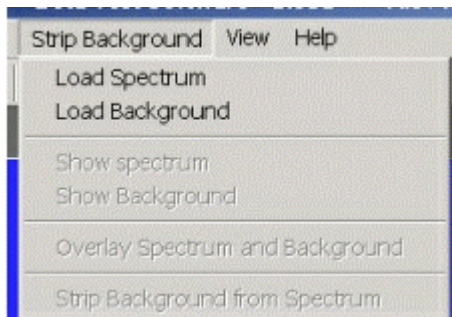 Strip Background View Help
Load Spectrum
Load Background
Show spectrum
Show Background
Overlay Spectrum and Background
Strip Background from Spectrum